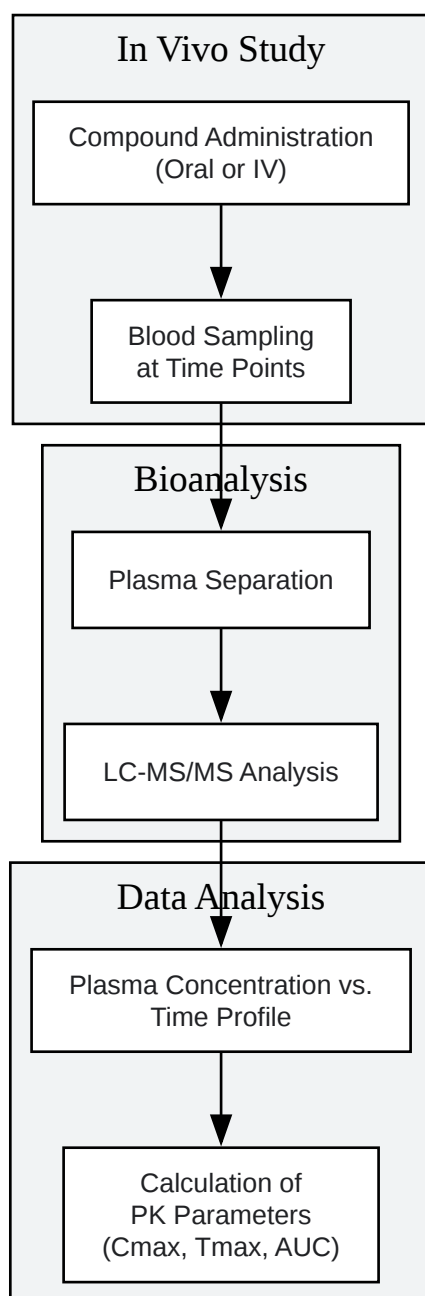 In Vivo Study
Compound Administration
(Oral or IV)
Blood Sampling
at Time Points
Bioanalysis
Plasma Separation
LC-MS/MS Analysis
Data Analysis
Plasma Concentration vs.
Time Profile
Calculation of
PK Parameters
(Cmax, Tmax, AUC)